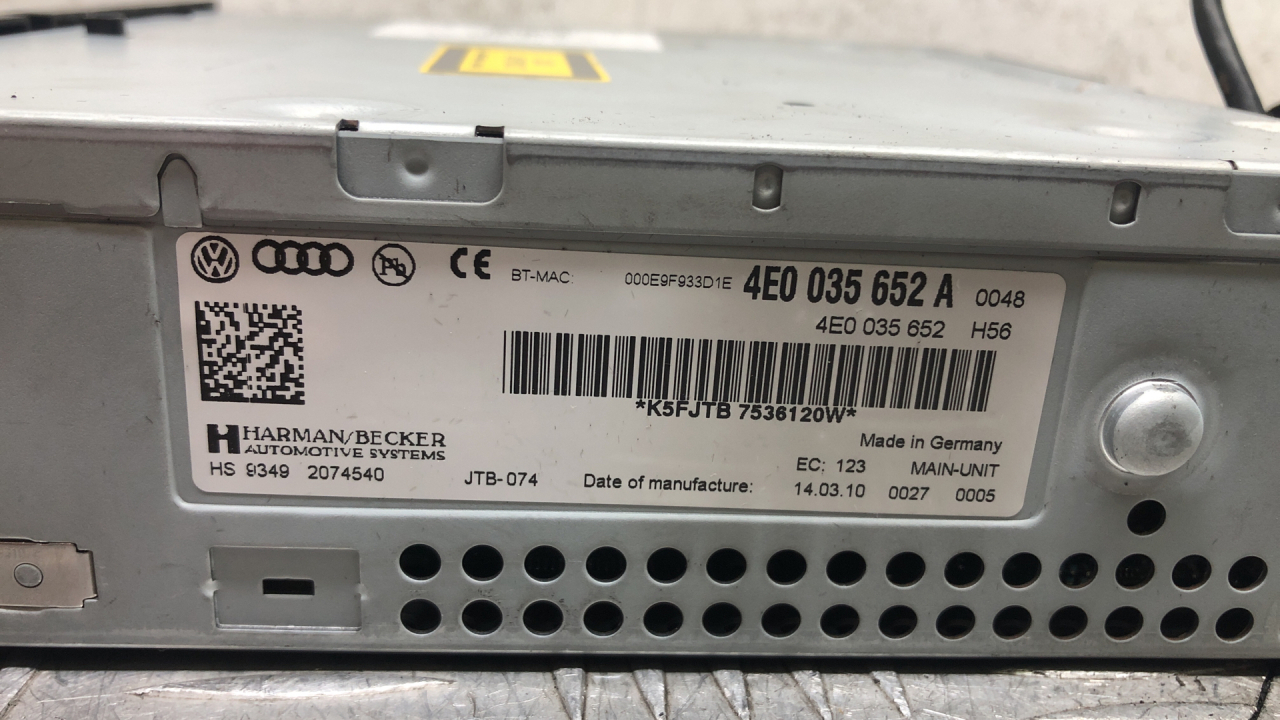 BT-MAC: 000E9F933D1E 4E0 035 652 A 0048
4E0 035 652 H56
*K5FJTB 7536120W*
HARMAN/BECKER
AUTOMOTIVE SYSTEMS
Made in Germany
HS 9349 2074540 JTB-074 EC: 123 MAIN-UNIT
Date of manufacture: 14.03.10 0027 0005